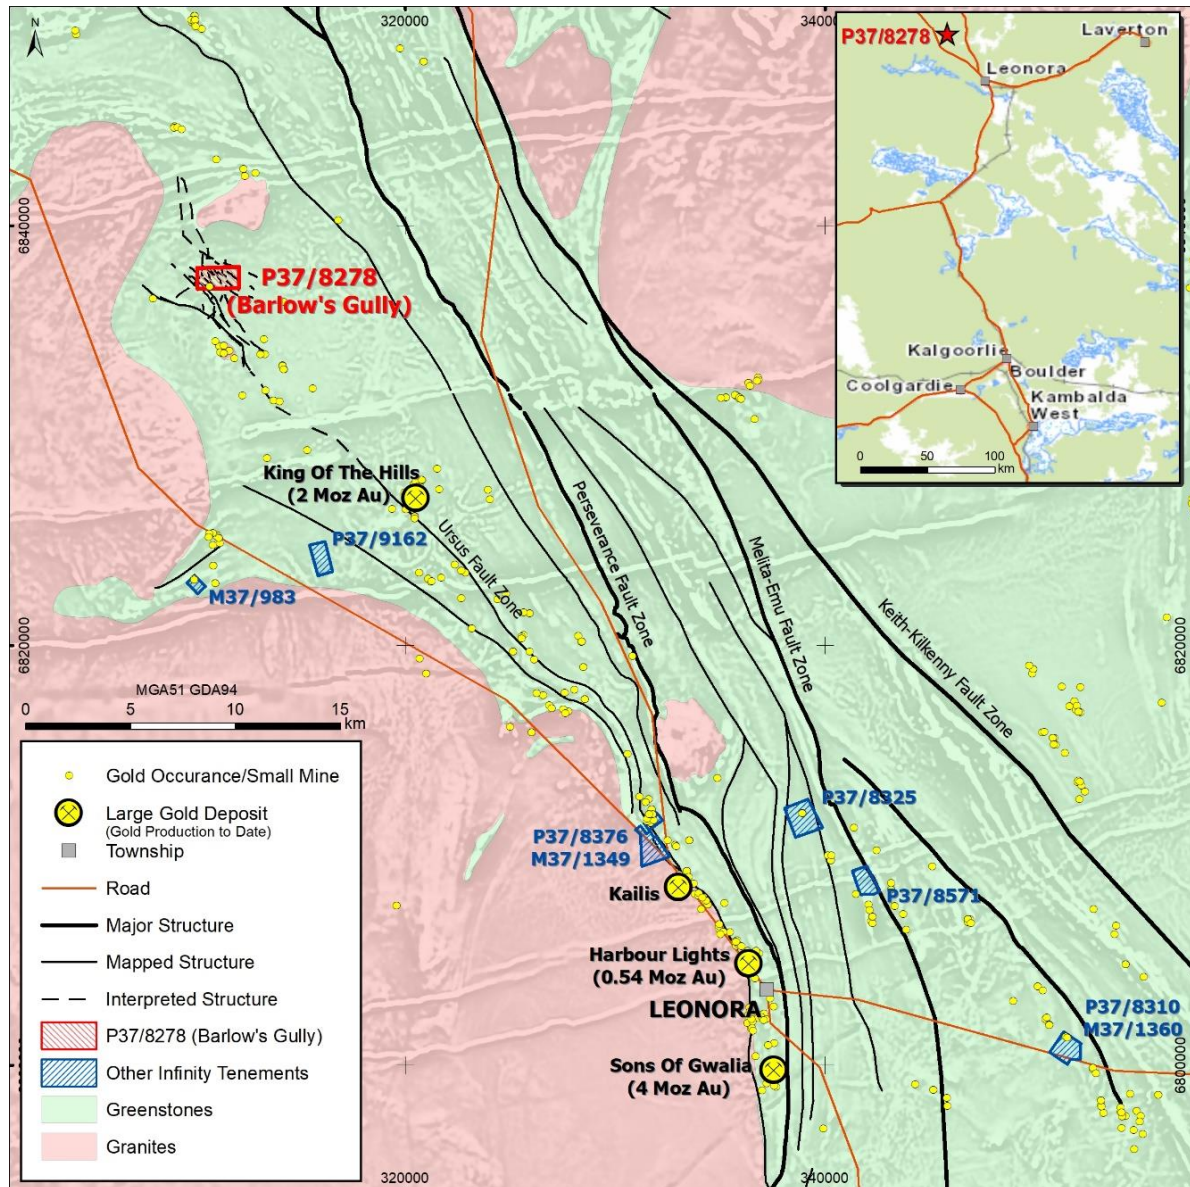 N
320000
340000
P37/8278
Laverton
Leonora
Kalgoorlie
Boulder
Coolgardie
Kambalda
West
0 50 100
km
6840000
P37/8278
(Barlow's Gully)
King Of The Hills
(2 Moz Au)
P37/9162
M37/983
Ursus Fault Zone
Perseverance Fault Zone
Melita-Emu Fault Zone
Keith-Kilkenny Fault Zone
6820000
6820000
MGA51 GDA94
0 5 10 15
km
Gold Occurance/Small Mine
Large Gold Deposit
(Gold Production to Date)
Township
Road
Major Structure
Mapped Structure
Interpreted Structure
P37/8278 (Barlow's Gully)
Other Infinity Tenements
Greenstones
Granites
P37/8325
P37/8376
M37/1349
P37/8571
Kailis
Harbour Lights
(0.54 Moz Au)
LEONORA
P37/8310
M37/1360
Sons Of Gwalia
(4 Moz Au)
6800000
320000
340000